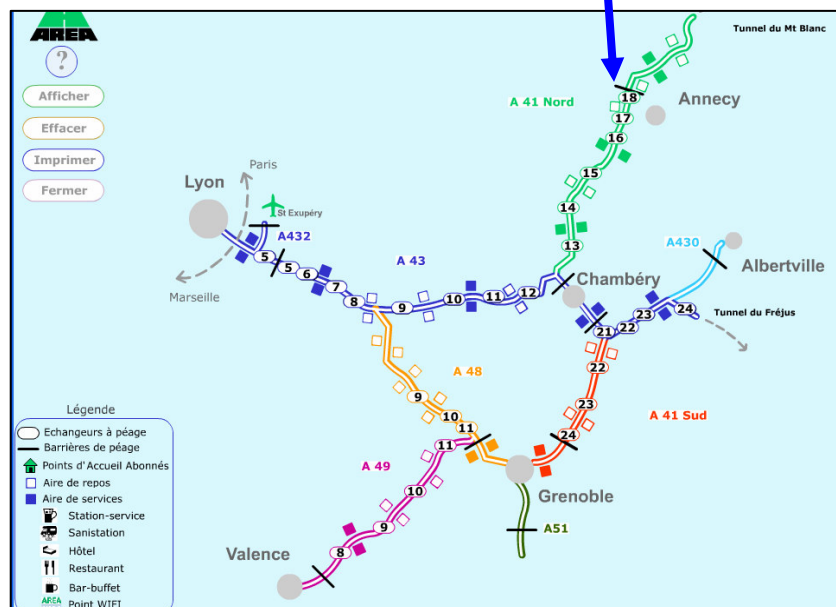 AREA
?
Afficher
Effacer
Imprimer
Fermer
Tunnel du Mt Blanc
A 41 Nord
18
Annecy
17
16
15
14
13
Paris
Lyon
St Exupéry
A432
Marseille
5
5
6
7
8
A 43
9
10
11
12
Chambéry
A430
Albertville
21
22
23
24
Tunnel du Fréjus
A 48
9
10
11
22
23
24
A 41 Sud
Grenoble
A51
A 49
11
10
9
8
Valence
Légende
Echangeurs à péage
Barrières de péage
Points d'Accueil Abonnés
Aire de repos
Aire de services
Station-service
Sanistation
Hôtel
Restaurant
Bar-buffet
AREA Point WIFI